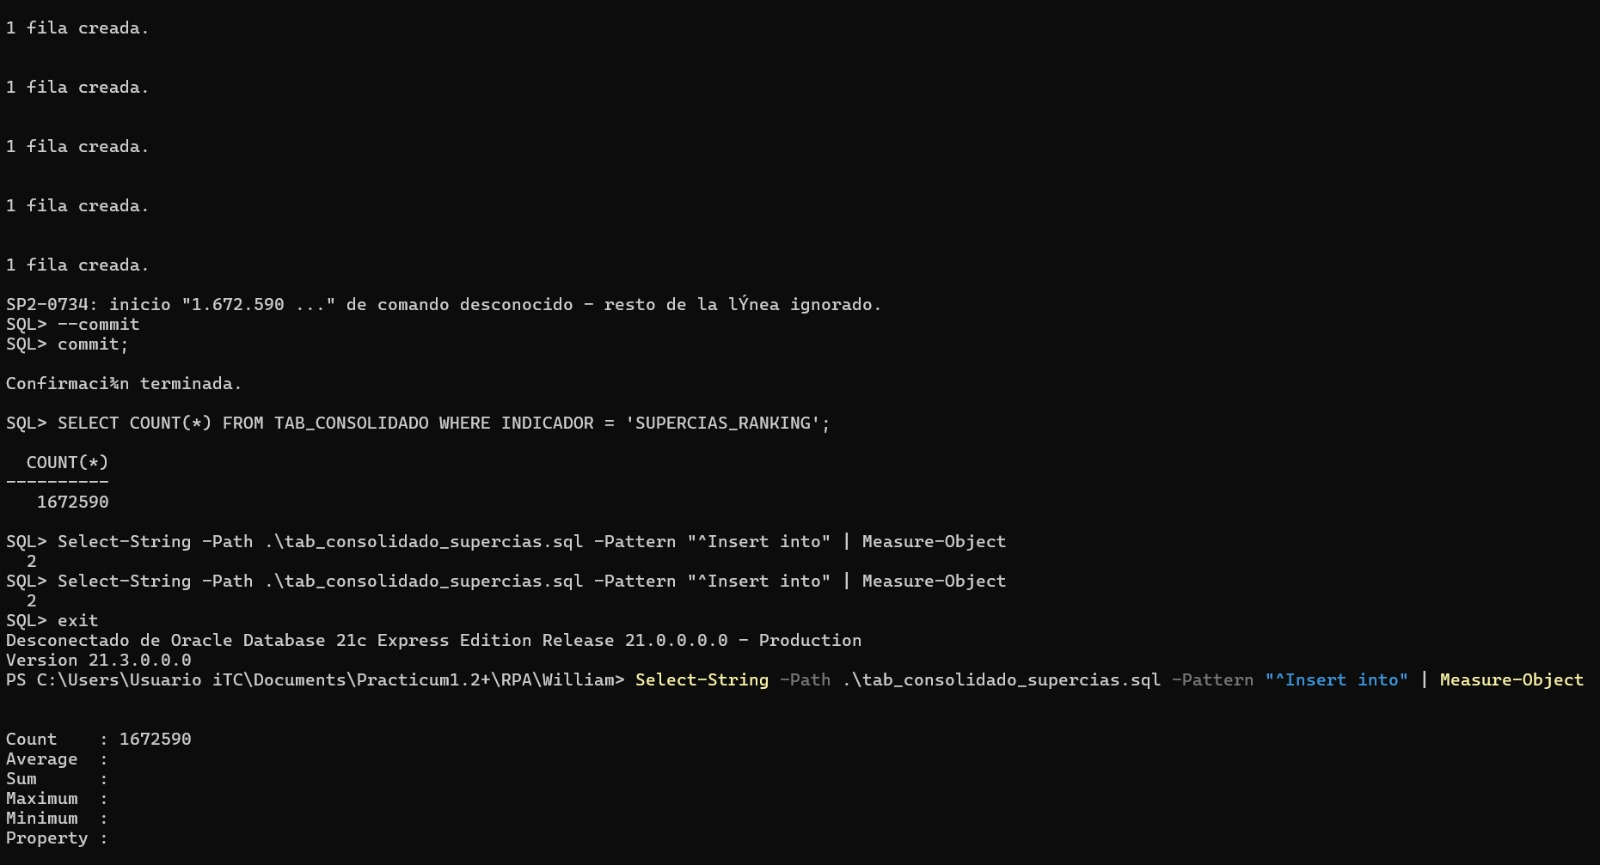 1 fila creada.
1 fila creada.
1 fila creada.
1 fila creada.
1 fila creada.
SP2-0734: inicio "1.672.590 ..." de comando desconocido - resto de la lÝnea ignorado.
SQL> --commit
SQL> commit;
Confirmaci¾n terminada.
SQL> SELECT COUNT(*) FROM TAB_CONSOLIDADO WHERE INDICADOR = 'SUPERCIAS_RANKING';
COUNT(*)
----------
1672590
SQL> Select-String -Path .\tab_consolidado_supercias.sql -Pattern "^Insert into" | Measure-Object
2
SQL> Select-String -Path .\tab_consolidado_supercias.sql -Pattern "^Insert into" | Measure-Object
2
SQL> exit
Desconectado de Oracle Database 21c Express Edition Release 21.0.0.0.0 - Production
Version 21.3.0.0.0
PS C:\Users\Usuario iTC\Documents\Practicum1.2+\RPA\William> Select-String -Path .\tab_consolidado_supercias.sql -Pattern "^Insert into" | Measure-Object
Count    : 1672590
Average  :
Sum      :
Maximum  :
Minimum  :
Property :